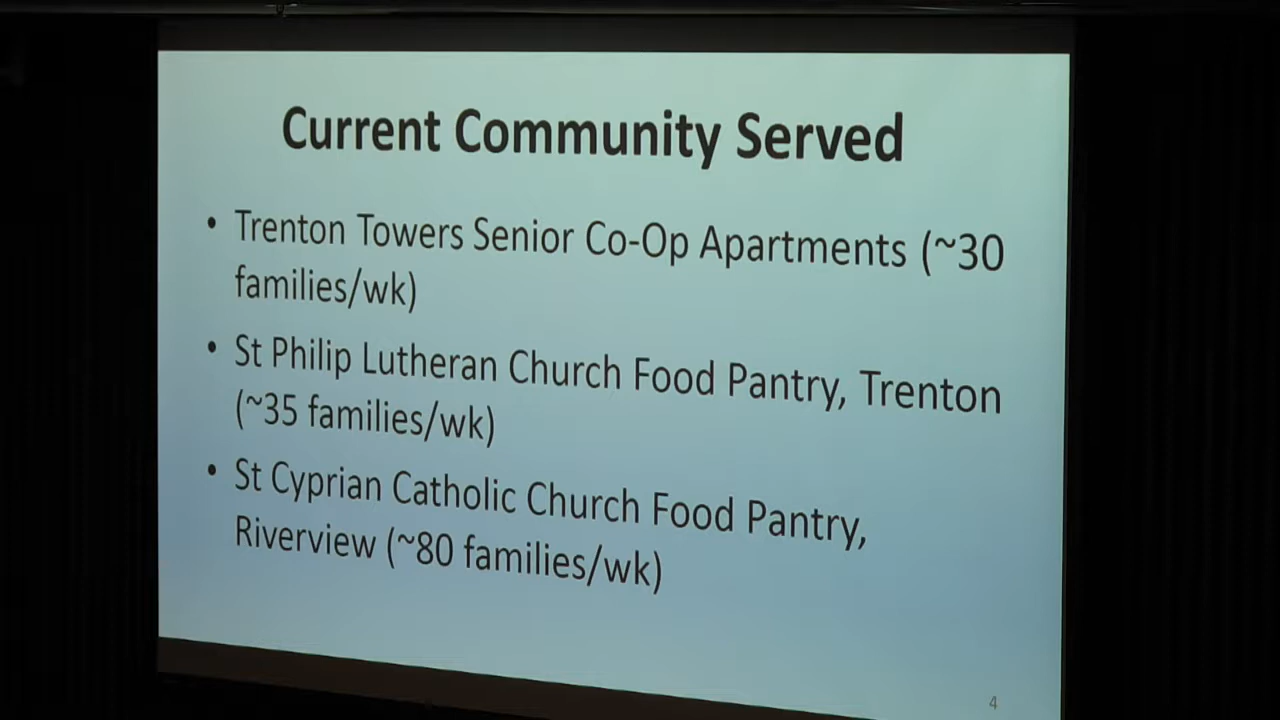 Current Community Served
• Trenton Towers Senior Co-Op Apartments (~30
families/wk)
• St Philip Lutheran Church Food Pantry, Trenton
(~35 families/wk)
• St Cyprian Catholic Church Food Pantry,
Riverview (~80 families/wk)
4